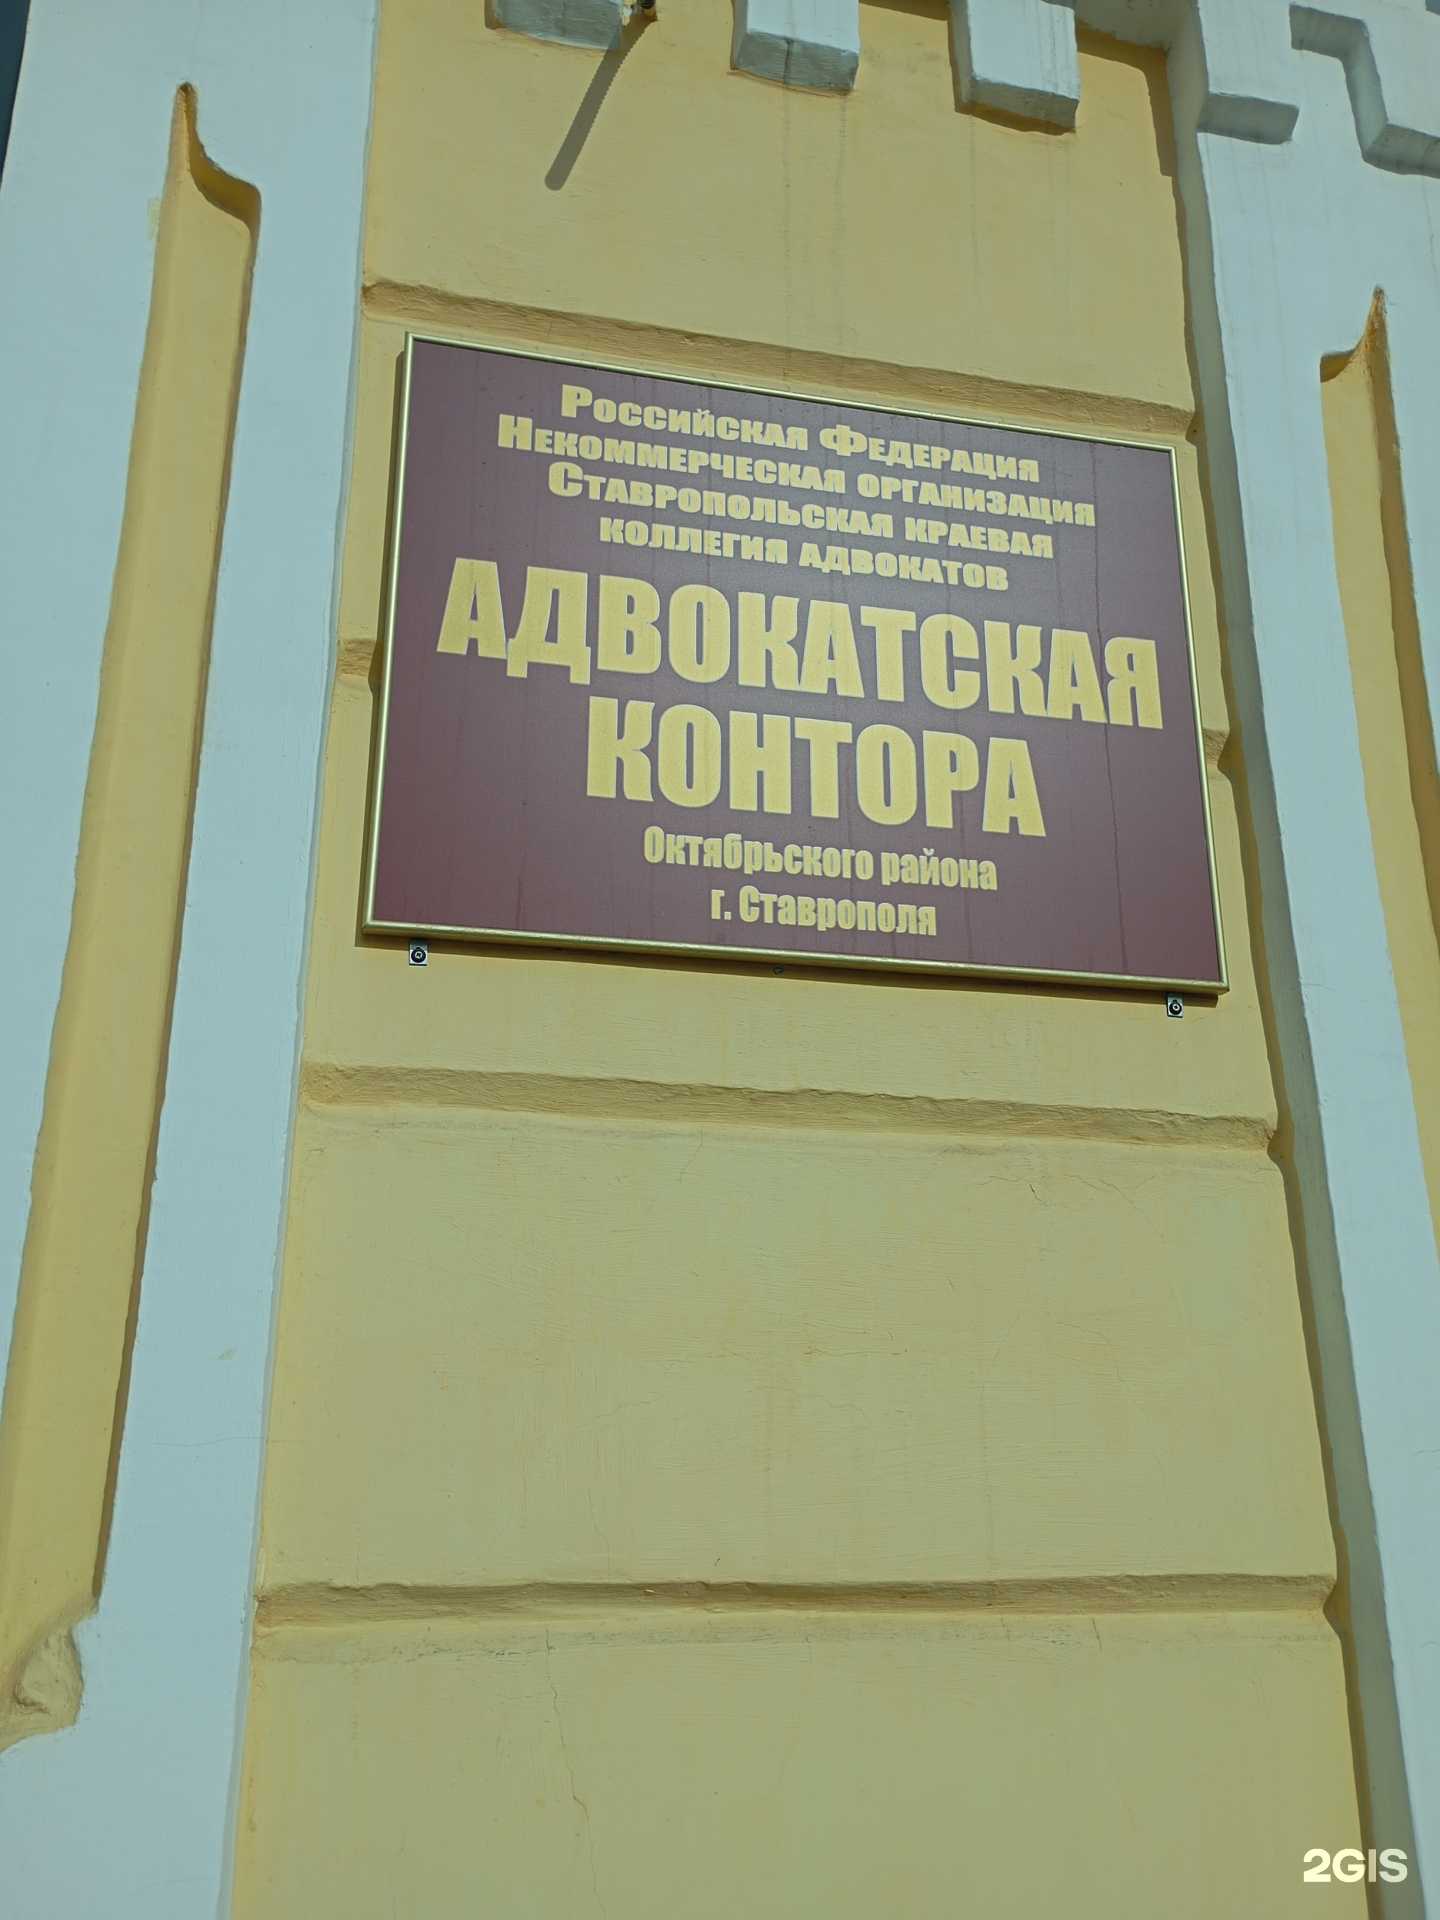 Российская Федерация
Некоммерческая организация
Ставропольская краевая
коллегия адвокатов
АДВОКАТСКАЯ
КОНТОРА
Октябрьского района
г. Ставрополя
2GIS